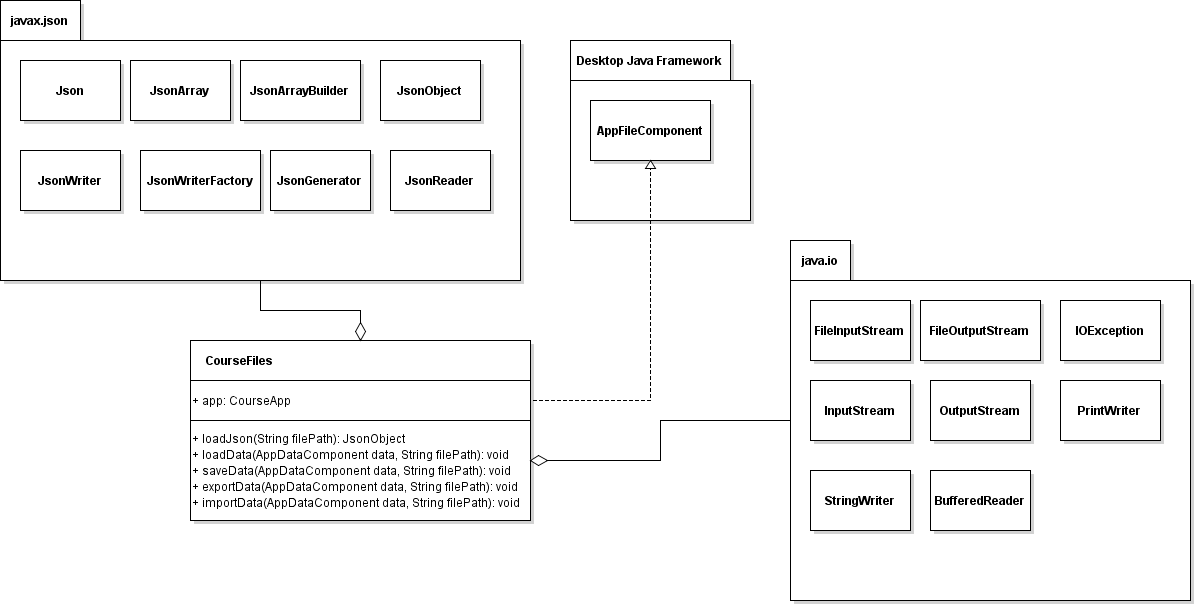 javax.json
Json
JsonArray
JsonArrayBuilder
JsonObject
JsonWriter
JsonWriterFactory
JsonGenerator
JsonReader
Desktop Java Framework
AppFileComponent
java.io
FileInputStream
FileOutputStream
IOException
InputStream
OutputStream
PrintWriter
StringWriter
BufferedReader
CourseFiles
+ app: CourseApp
+ loadJson(String filePath): JsonObject
+ loadData(AppDataComponent data, String filePath): void
+ saveData(AppDataComponent data, String filePath): void
+ exportData(AppDataComponent data, String filePath): void
+ importData(AppDataComponent data, String filePath): void